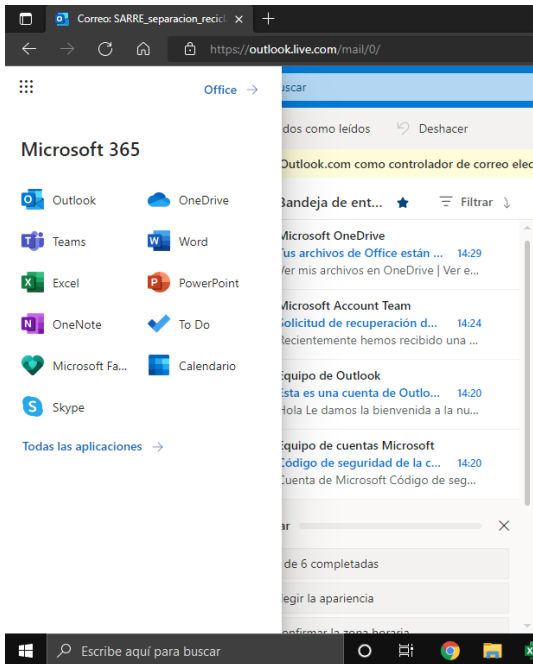 Correo: SARRE_separacion_recicl
https://outlook.live.com/mail/0/
Office →
Microsoft 365
Outlook
OneDrive
Teams
Word
Excel
PowerPoint
OneNote
To Do
Microsoft Fa...
Calendario
Skype
Todas las aplicaciones →
uscar
dos como leídos
Deshacer
Outlook.com como controlador de correo elec
Bandeja de ent...
Filtrar
Microsoft OneDrive
Tus archivos de Office están ... 14:29
Ver mis archivos en OneDrive | Ver e...
Microsoft Account Team
Solicitud de recuperación d... 14:24
Recientemente hemos recibido una ...
Equipo de Outlook
Esta es una cuenta de Outlo... 14:20
Hola Le damos la bienvenida a la nu...
Equipo de cuentas Microsoft
Código de seguridad de la c... 14:20
Cuenta de Microsoft Código de seg...
ar
de 6 completadas
legir la apariencia
onfirmar la zona horaria
Escribe aquí para buscar